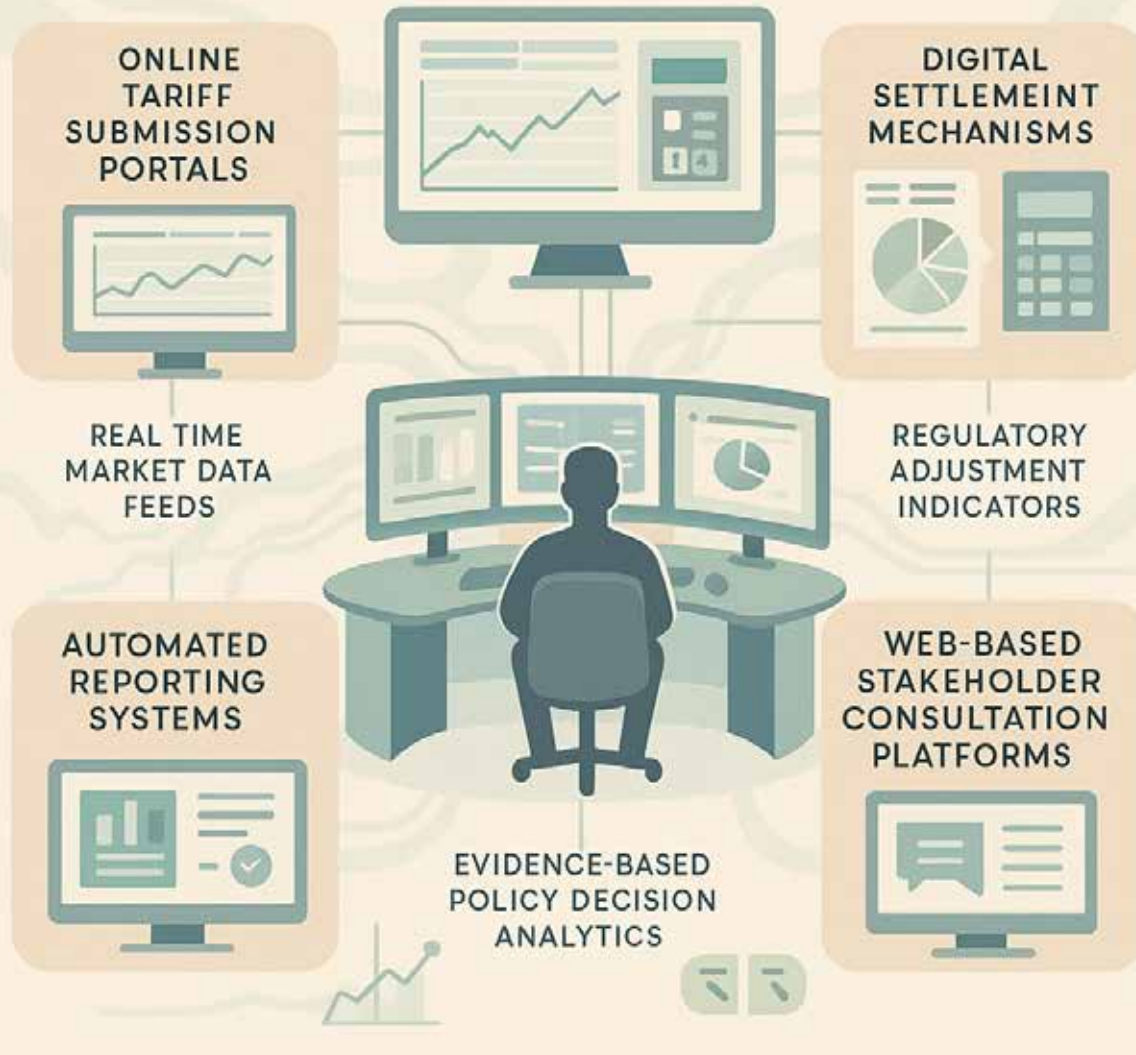 ONLINE
TARIFF
SUBMISSION
PORTALS
DIGITAL
SETTLEMEINT
MECHANISMS
REAL TIME
MARKET DATA
FEEDS
REGULATORY
ADJUSTMENT
INDICATORS
AUTOMATED
REPORTING
SYSTEMS
WEB-BASED
STAKEHOLDER
CONSULTATION
PLATFORMS
EVIDENCE-BASED
POLICY DECISION
ANALYTICS